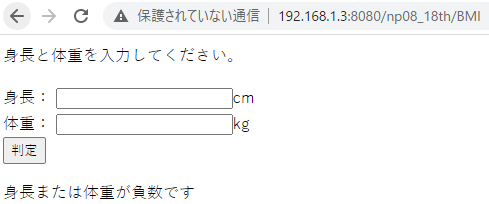 保護されていない通信 | 192.168.1.3:8080/np08_18th/BMI
身長と体重を入力してください。
身長： cm
体重： kg
判定
身長または体重が負数です